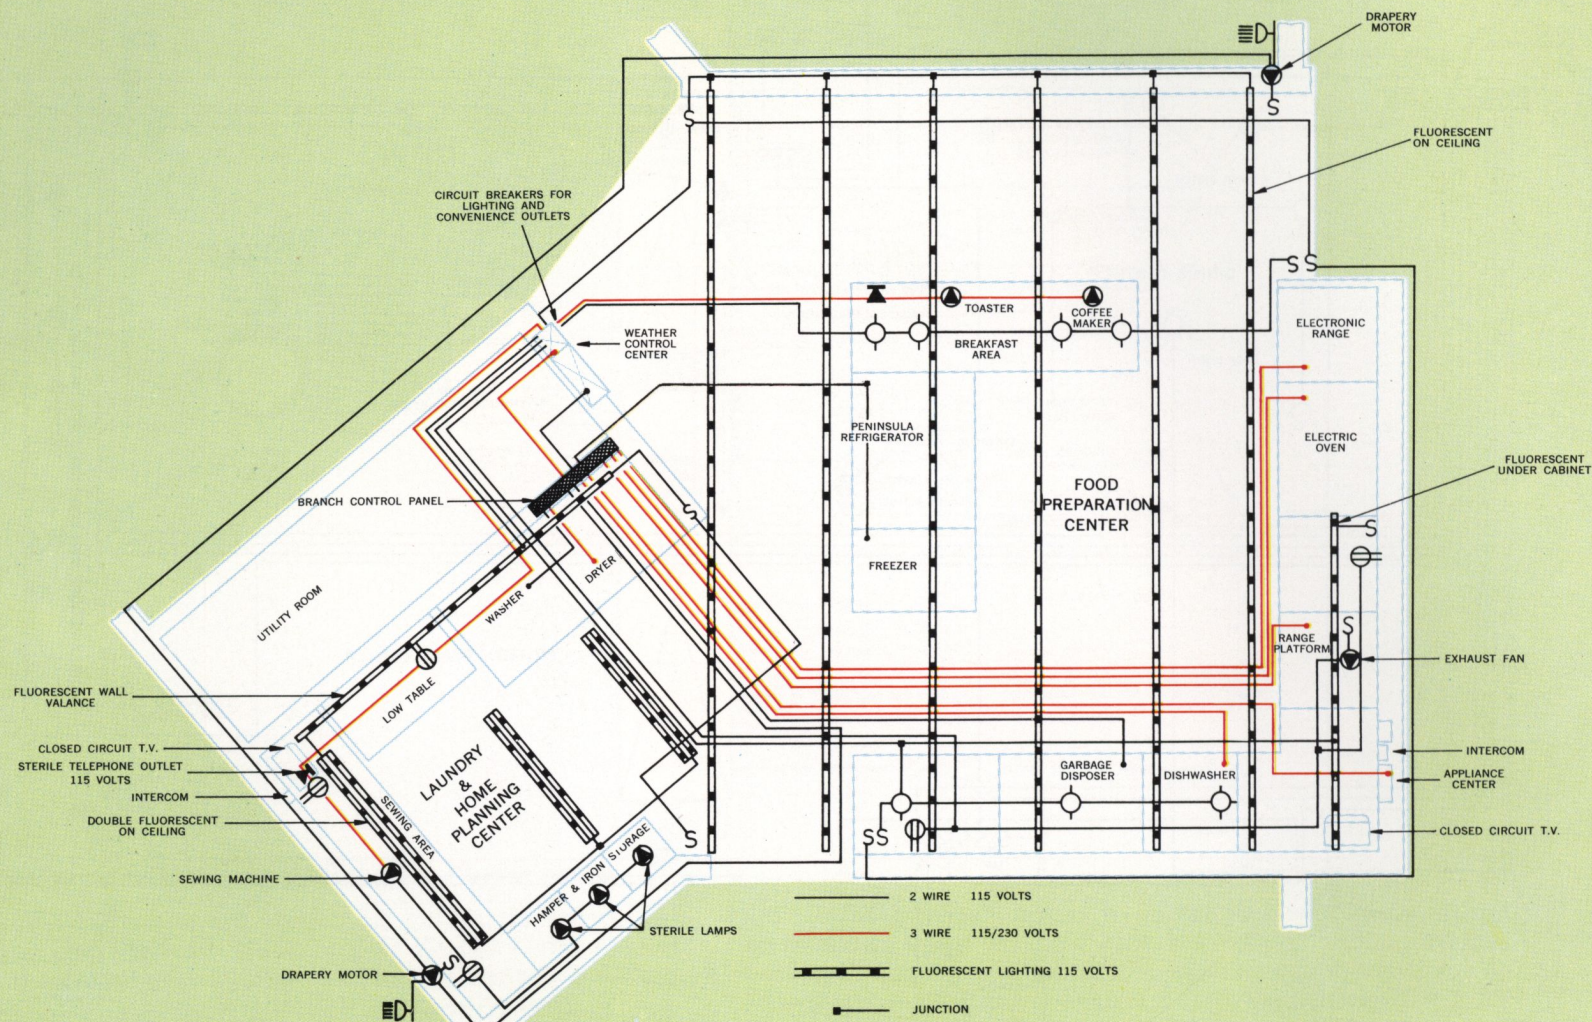 DRAPERY
MOTOR
FLUORESCENT
ON CEILING
CIRCUIT BREAKERS FOR
LIGHTING AND
CONVENIENCE OUTLETS
S
S
S S
WEATHER
CONTROL
CENTER
TOASTER
COFFEE
MAKER
BREAKFAST
AREA
ELECTRONIC
RANGE
PENINSULA
REFRIGERATOR
ELECTRIC
OVEN
FLUORESCENT
UNDER CABINET
FOOD
PREPARATION
CENTER
BRANCH CONTROL PANEL
S
S
FREEZER
DRYER
WASHER
UTILITY ROOM
S
RANGE
PLATFORM
EXHAUST FAN
LOW TABLE
FLUORESCENT WALL
VALANCE
CLOSED CIRCUIT T.V.
STERILE TELEPHONE OUTLET
115 VOLTS
INTERCOM
DOUBLE FLUORESCENT
ON CEILING
SEWING AREA
LAUNDRY
&
HOME
PLANNING
CENTER
GARBAGE
DISPOSER
DISHWASHER
INTERCOM
APPLIANCE
CENTER
CLOSED CIRCUIT T.V.
S
S S
SEWING MACHINE
HAMPER & IRON STORAGE
STERILE LAMPS
DRAPERY MOTOR
S
2 WIRE 115 VOLTS
3 WIRE 115/230 VOLTS
FLUORESCENT LIGHTING 115 VOLTS
JUNCTION